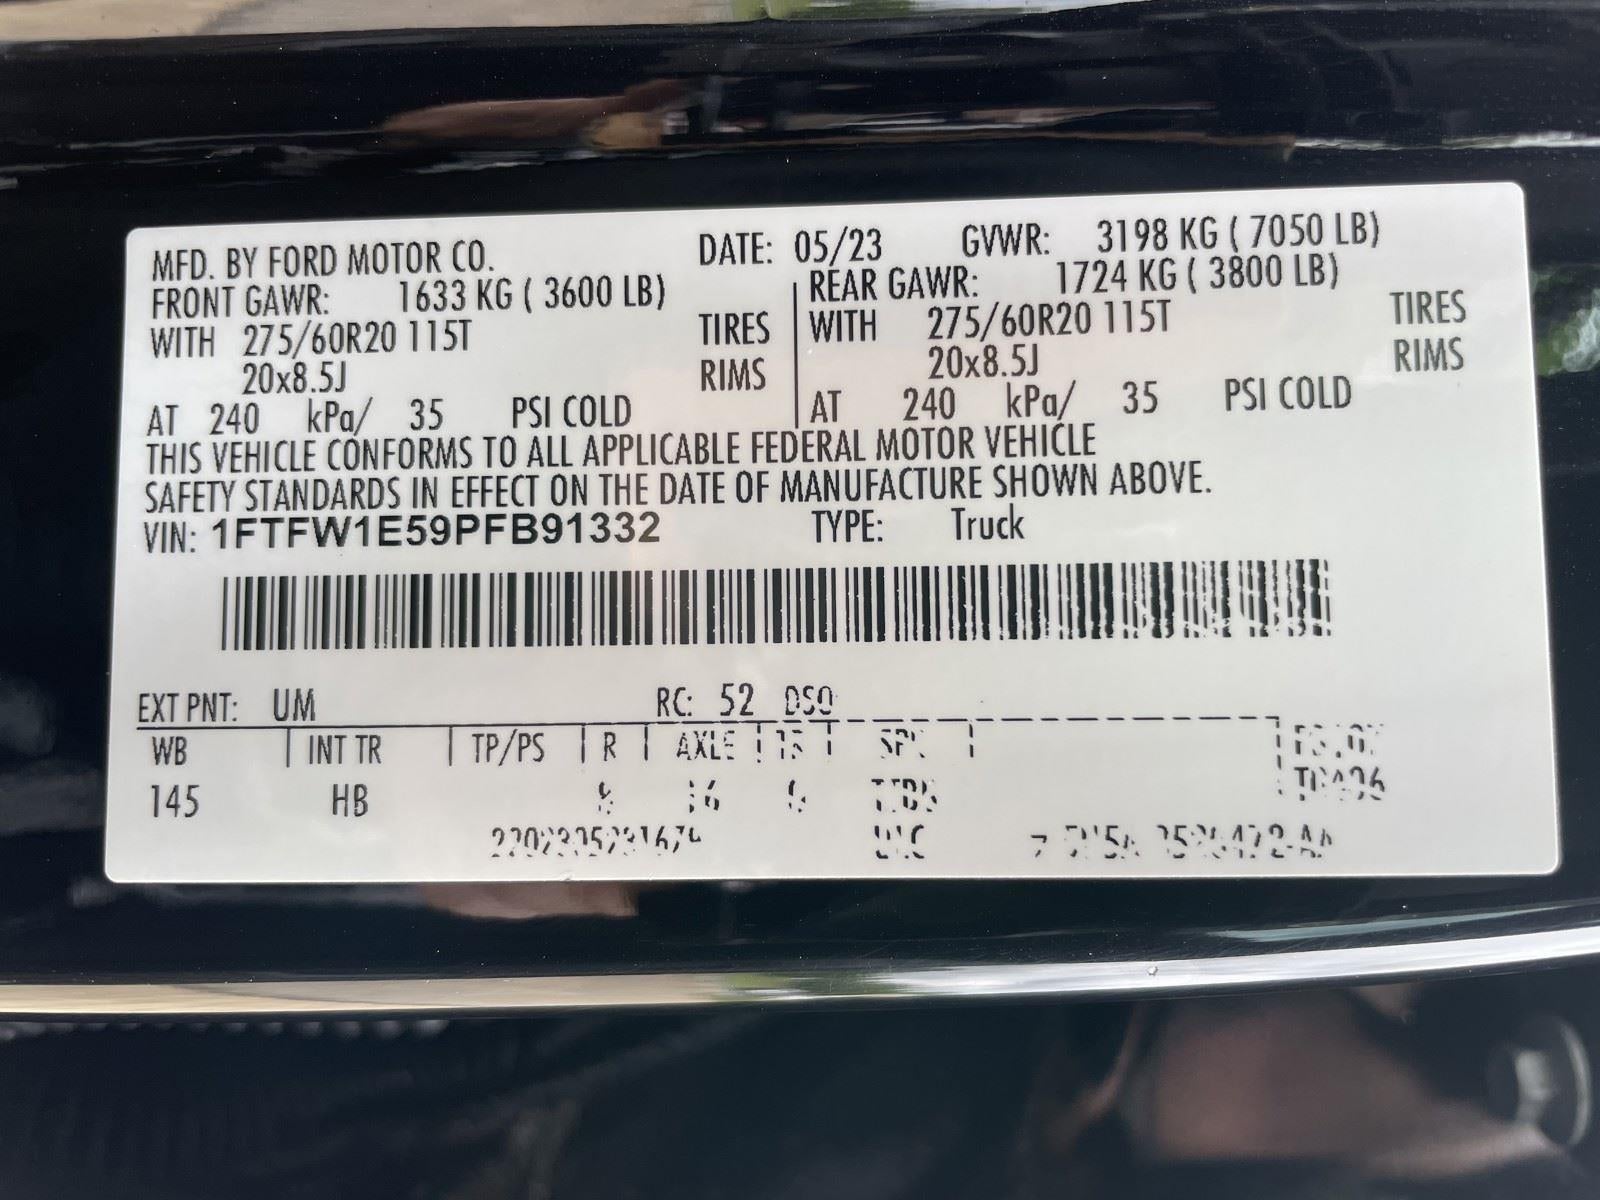 MFD. BY FORD MOTOR CO. DATE: 05/23 GVWR: 3198 KG ( 7050 LB)
FRONT GAWR: 1633 KG ( 3600 LB) REAR GAWR: 1724 KG ( 3800 LB)
WITH 275/60R20 115T TIRES WITH 275/60R20 115T TIRES
20x8.5J RIMS 20x8.5J RIMS
AT 240 kPa/ 35 PSI COLD AT 240 kPa/ 35 PSI COLD
THIS VEHICLE CONFORMS TO ALL APPLICABLE FEDERAL MOTOR VEHICLE
SAFETY STANDARDS IN EFFECT ON THE DATE OF MANUFACTURE SHOWN ABOVE.
VIN: 1FTFW1E59PFB91332 TYPE: Truck
EXT PNT: UM RC: 52 DSO
WB INT TR TP/PS R AXLE TR SPR
145 HB